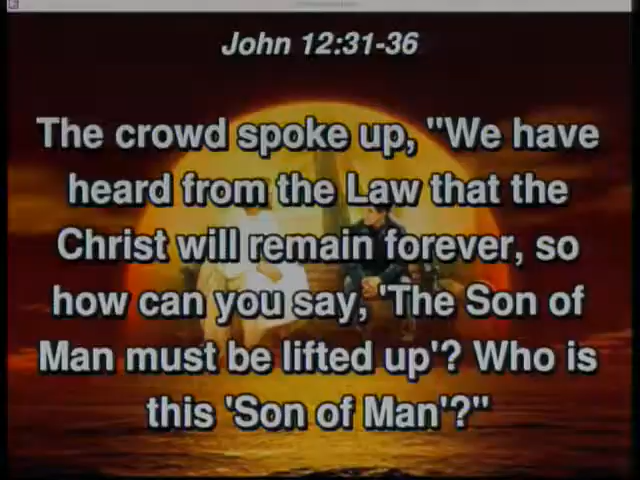 John 12:31-36
The crowd spoke up, "We have
heard from the Law that the
Christ will remain forever, so
how can you say, 'The Son of
Man must be lifted up'? Who is
this 'Son of Man'?"